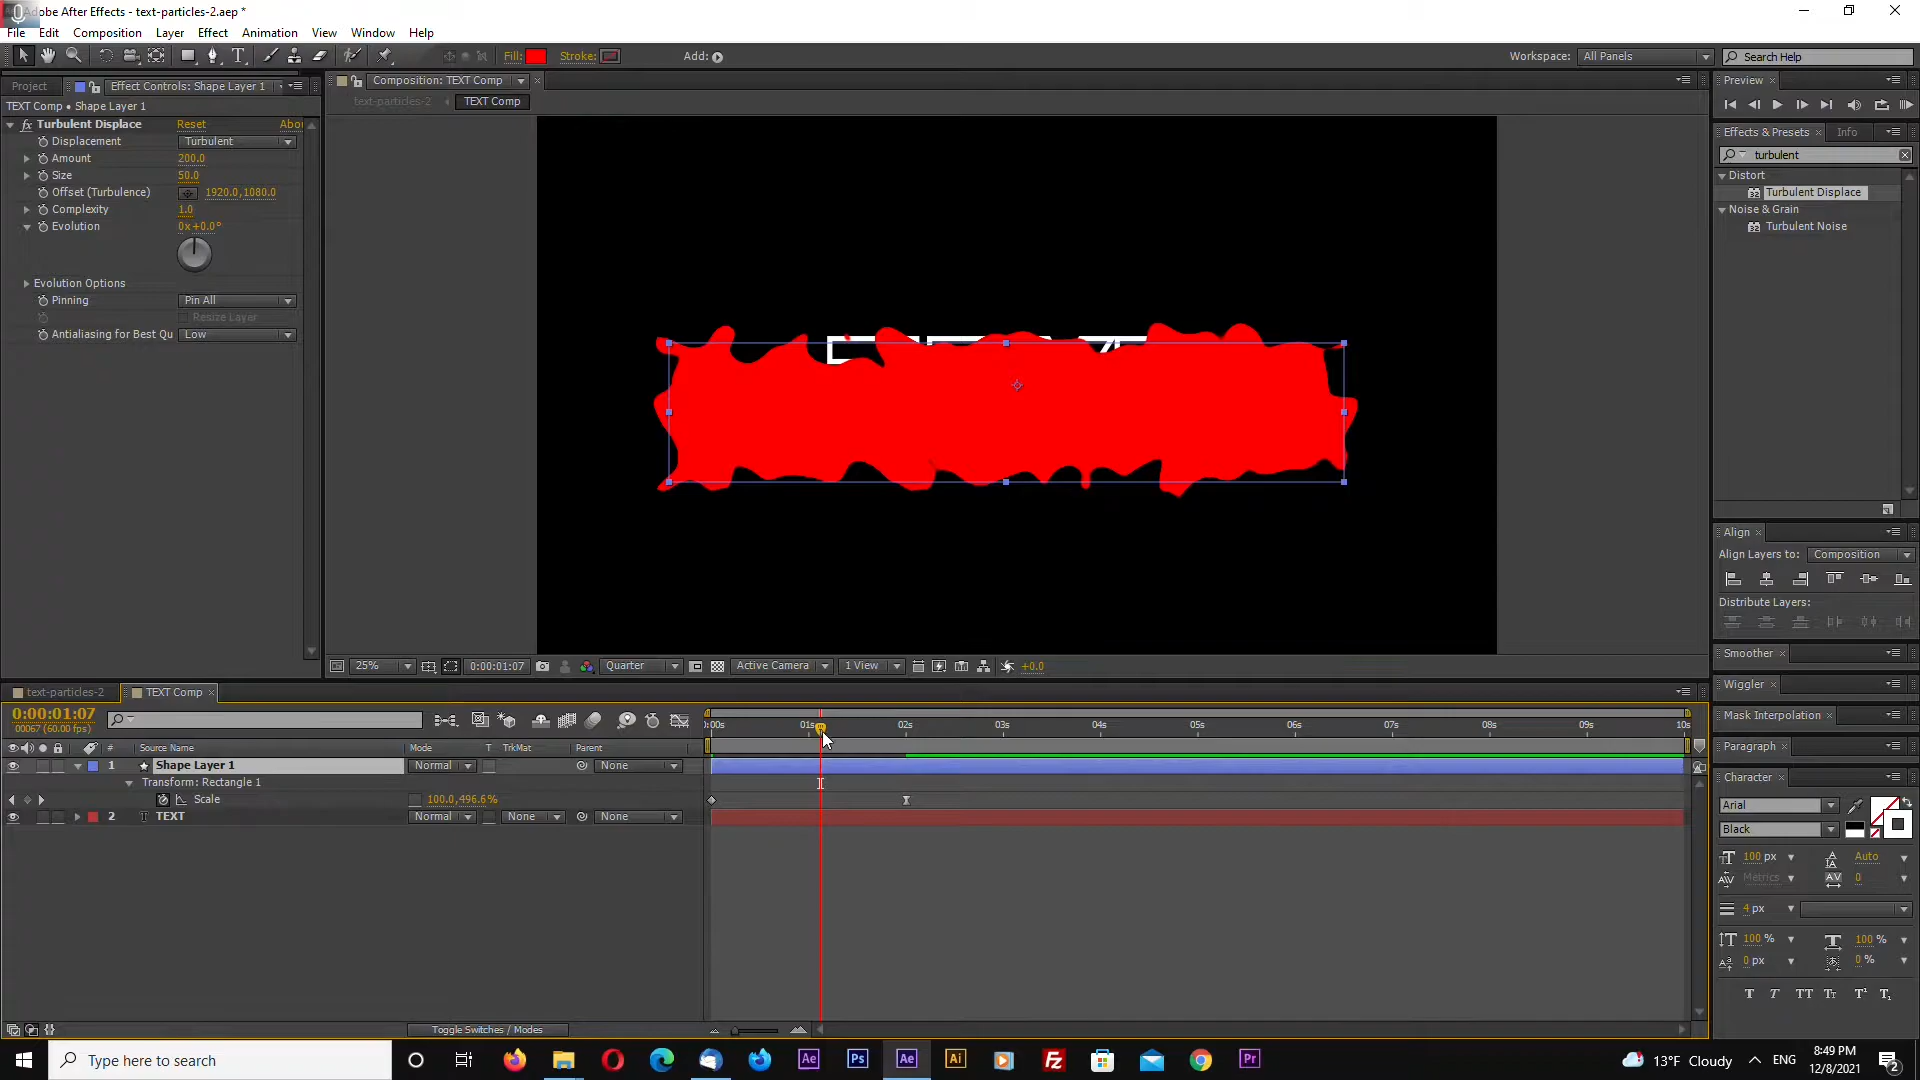 Adobe After Effects - text-particles-2.aep *
File Edit Composition Layer Effect Animation View Window Help
Fill: Stroke: Add: Workspace: All Panels Search Help
Project Effect Controls: Shape Layer 1
Composition: TEXT Comp
Preview
TEXT Comp • Shape Layer 1
text-particles-2 TEXT Comp
fx Turbulent Displace Reset Abo
Displacement Turbulent
Amount 200.0
Size 50.0
Offset (Turbulence) 1920.0,1080.0
Complexity 1.0
Evolution 0x+0.0°
Evolution Options
Pinning Pin All
Resize Layer
Antialiasing for Best Qu Low
Effects & Presets Info
turbulent
Distort
Turbulent Displace
Noise & Grain
Turbulent Noise
Align
Align Layers to: Composition
Distribute Layers:
Smoother
Wiggler
Mask Interpolation
Paragraph
Character
Arial
Black
100 px Auto
Metrics 0
4 px
100 % 100 %
0 px 0 %
25% 0:00:01:07 Quarter Active Camera 1 View +0.0
text-particles-2 TEXT Comp
0:00:01:07
00067 (60.00 fps)
):00s 01s 02s 03s 04s 05s 06s 07s 08s 09s 10s
# Source Name Mode T TrkMat Parent
1 Shape Layer 1 Normal None
Transform: Rectangle 1
Scale 100.0,496.6%
2 T TEXT Normal None None
Toggle Switches / Modes
Type here to search
Ae Ps Ae Ai Fz Pr
13°F Cloudy ENG 8:49 PM
12/8/2021 2